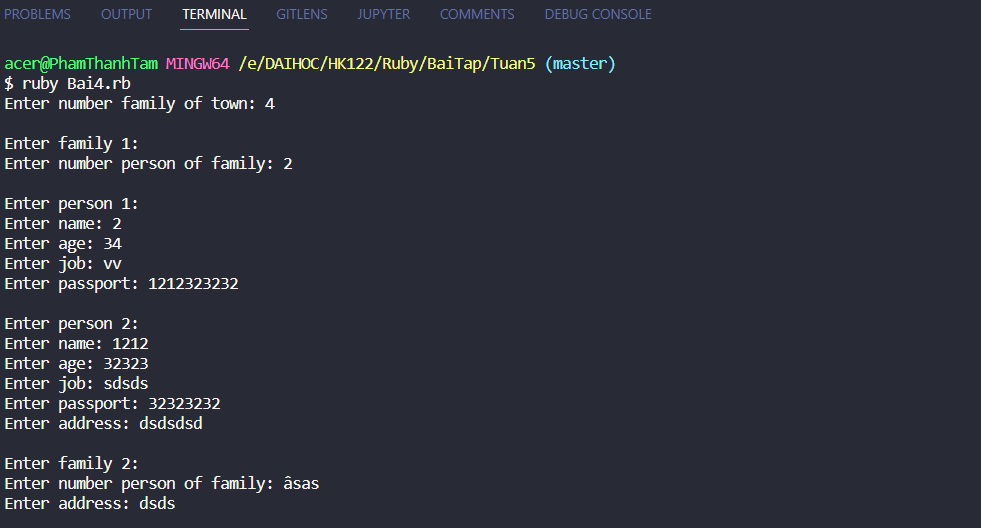 PROBLEMS OUTPUT TERMINAL GITLENS JUPYTER COMMENTS DEBUG CONSOLE
acer@PhamThanhTam MINGW64 /e/DAIHOC/HK122/Ruby/BaiTap/Tuan5 (master)
$ ruby Bai4.rb
Enter number family of town: 4
Enter family 1:
Enter number person of family: 2
Enter person 1:
Enter name: 2
Enter age: 34
Enter job: vv
Enter passport: 1212323232
Enter person 2:
Enter name: 1212
Enter age: 32323
Enter job: sdsds
Enter passport: 32323232
Enter address: dsdsdsd
Enter family 2:
Enter number person of family: âsas
Enter address: dsds